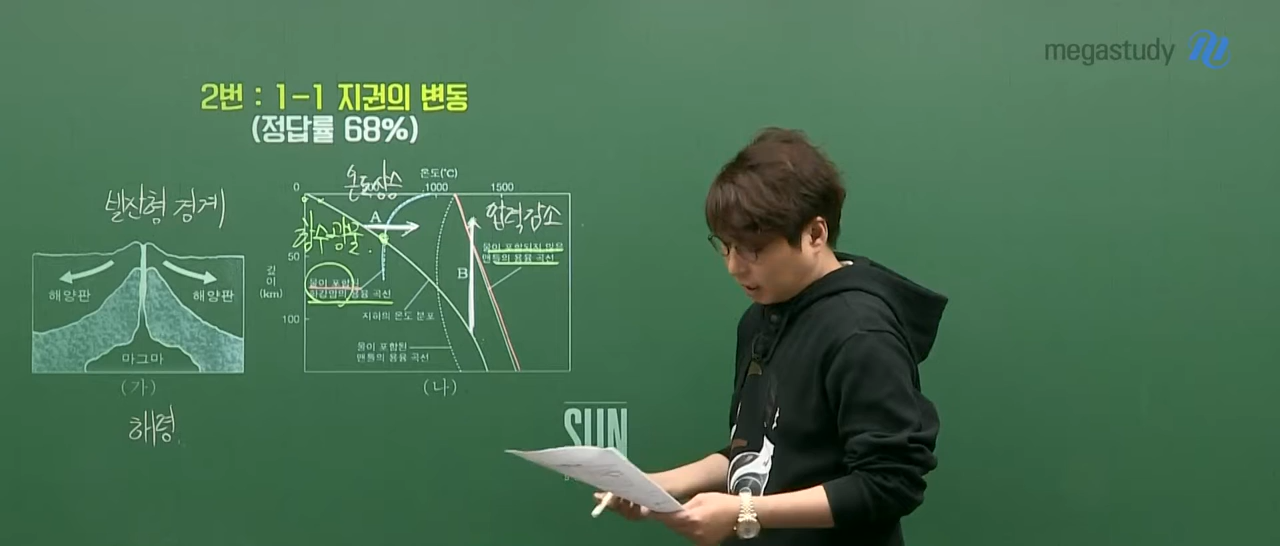 megastudy
2번 : 1-1 지권의 변동
(정답률 68%)
발산형 경계
해양판
해양판
마그마
(가)
해령
온도상승
온도(℃)
0
1000
1500
A
압력감소
함수광물
물이 포함되지 않은
맨틀의 용융 곡선
50
B
깊이
(km)
물이 포함된
화강암의 용융 곡선
지하의 온도 분포
100
물이 포함된
맨틀의 용융 곡선
(나)
SUN